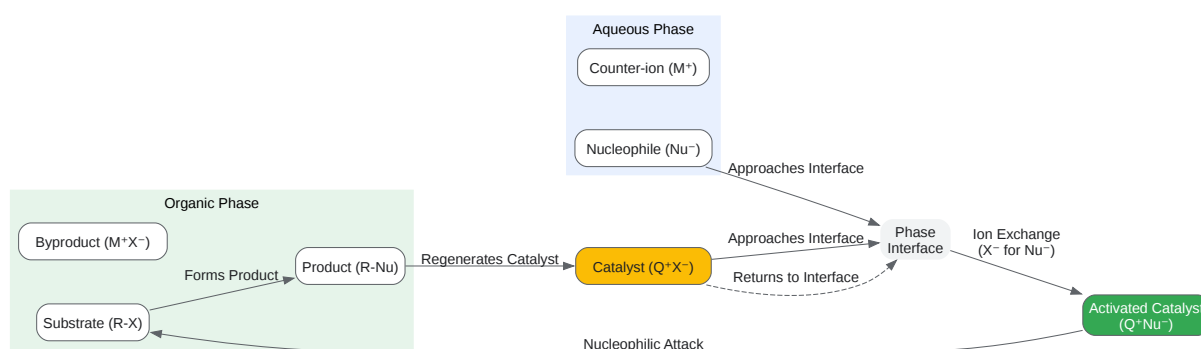 Aqueous Phase
Counter-ion (M⁺)
Nucleophile (Nu⁻)
Approaches Interface
Organic Phase
Byproduct (M⁺X⁻)
Forms Product
Product (R-Nu)
Substrate (R-X)
Regenerates Catalyst
Catalyst (Q⁺X⁻)
Approaches Interface
Returns to Interface
Phase
Interface
Ion Exchange
(X⁻ for Nu⁻)
Activated Catalyst
(Q⁺Nu⁻)
Nucleophilic Attack